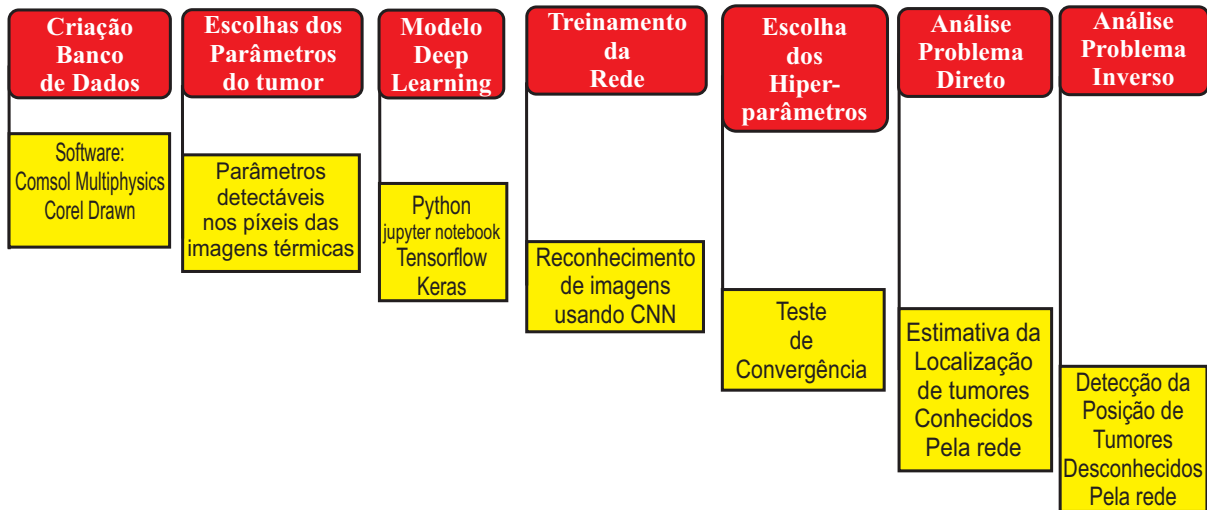 Criação
Banco
de Dados
Escolhas dos
Parâmetros
do tumor
Modelo
Deep
Learning
Treinamento
da
Rede
Escolha
dos
Hiper-
parâmetros
Análise
Problema
Direto
Análise
Problema
Inverso
Software:
Comsol Multiphysics
Corel Drawn
Parâmetros
detectáveis
nos píxeis das
imagens térmicas
Python
jupyter notebook
Tensorflow
Keras
Reconhecimento
de imagens
usando CNN
Teste
de
Convergência
Estimativa da
Localização
de tumores
Conhecidos
Pela rede
Detecção da
Posição de
Tumores
Desconhecidos
Pela rede